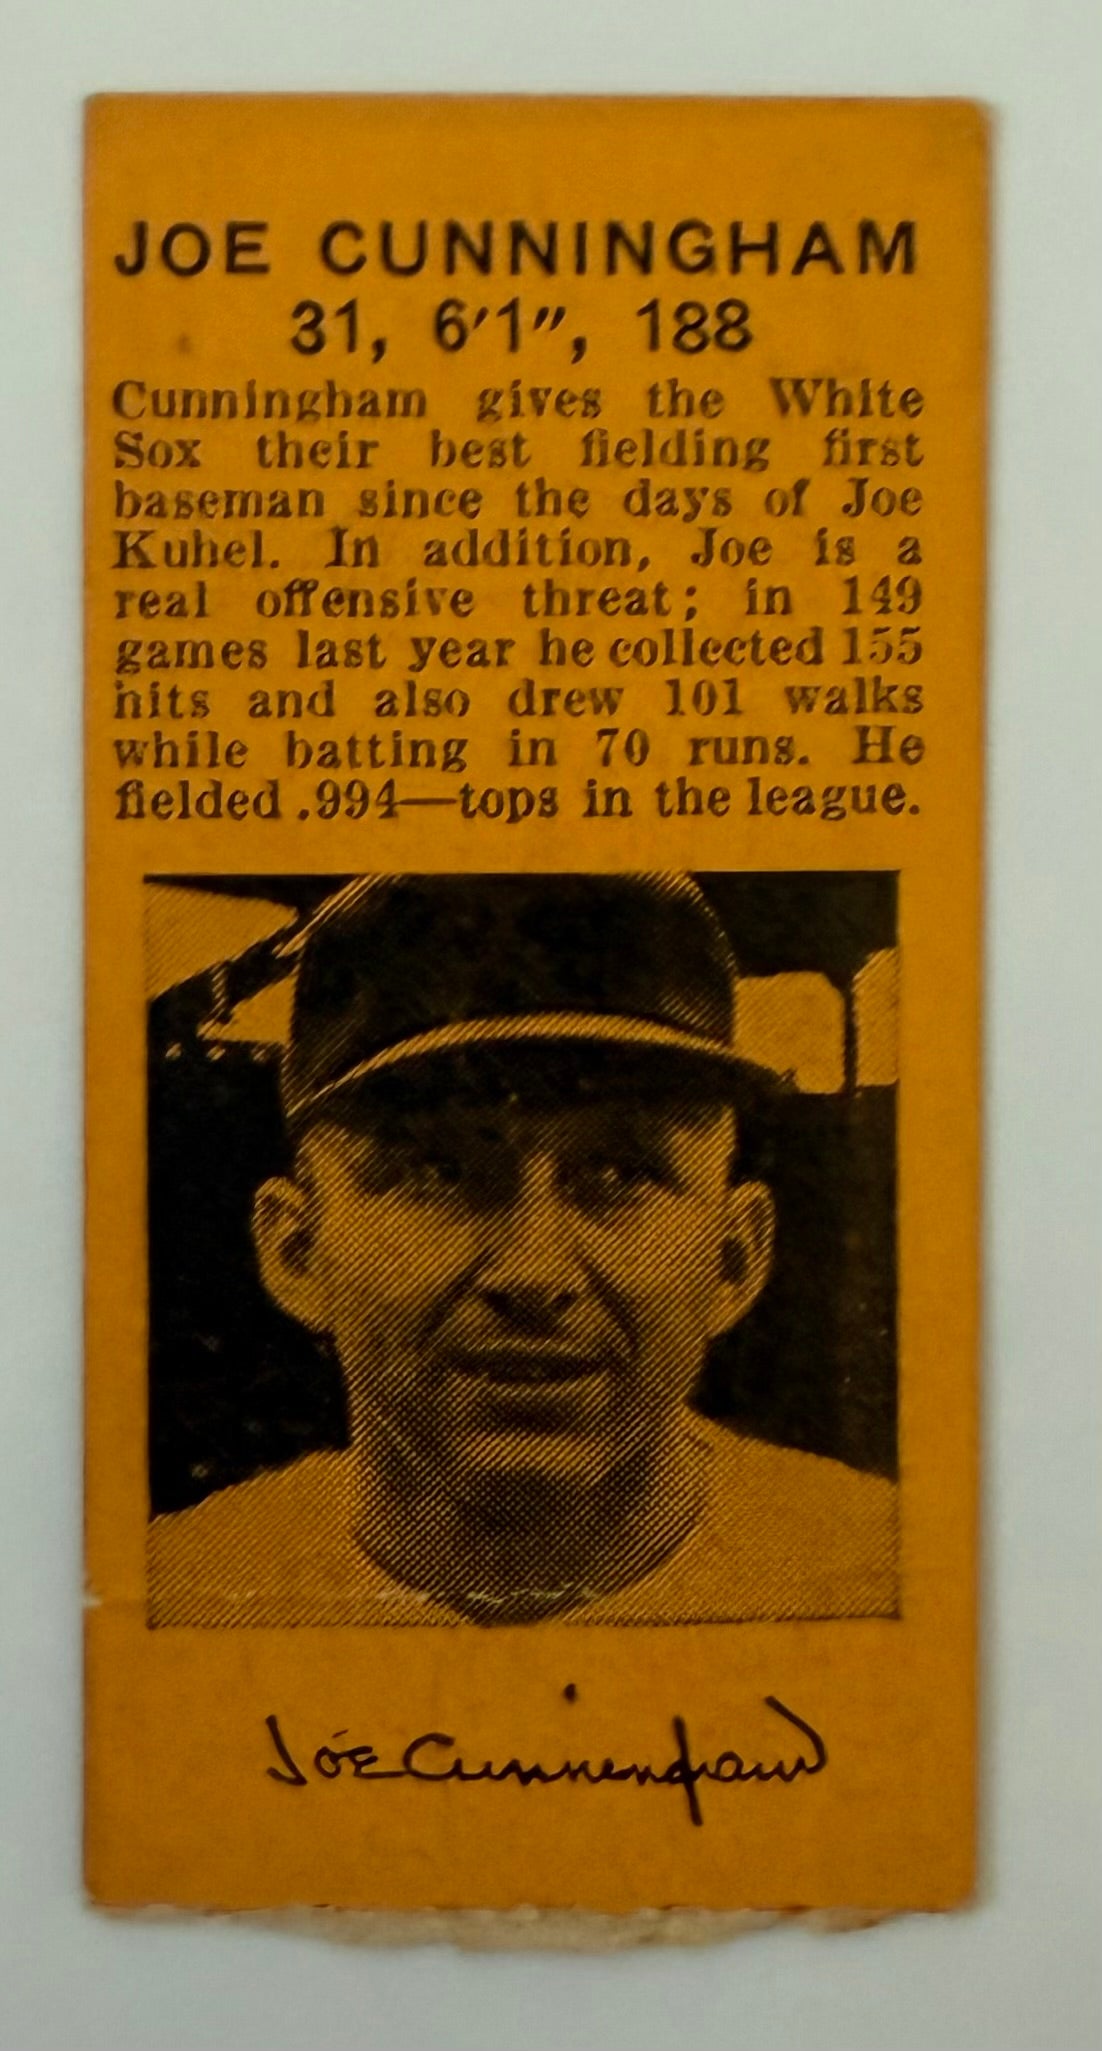 JOE CUNNINGHAM
31, 6′1″, 188
Cunningham gives the White
Sox their best fielding first
baseman since the days of Joe
Kuhel. In addition, Joe is a
real offensive threat; in 149
games last year he collected 155
hits and also drew 101 walks
while batting in 70 runs. He
fielded .994—tops in the league.
Joe Cunningham